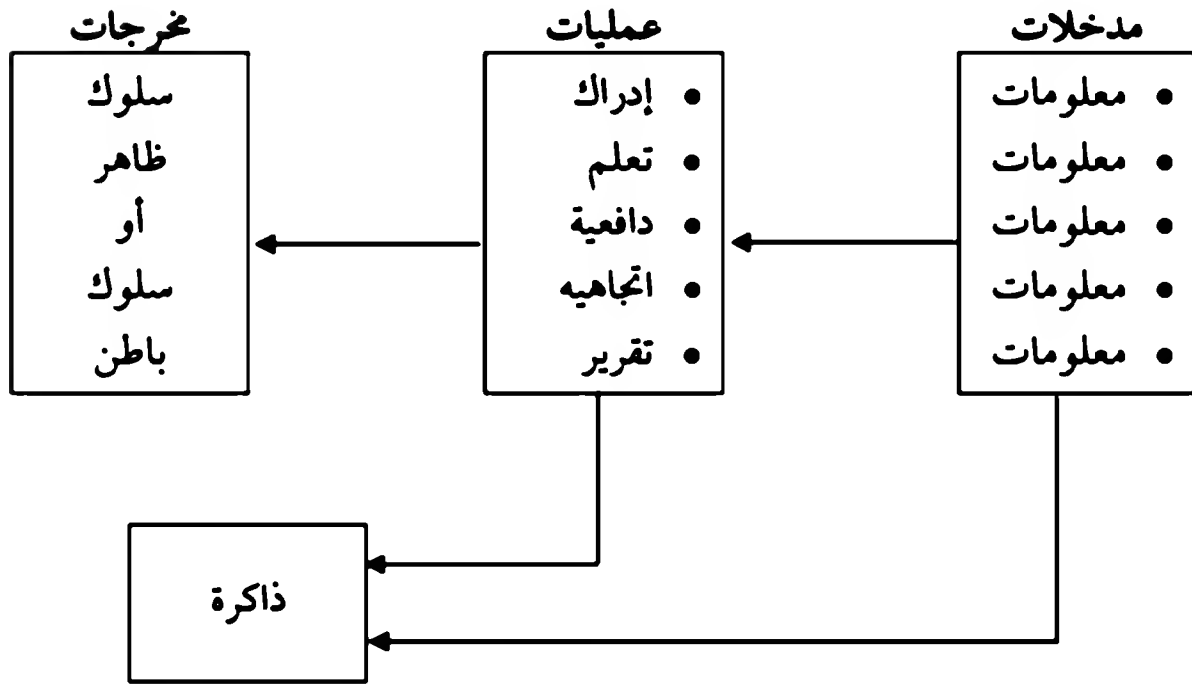 مدخلات
• معلومات
• معلومات
• معلومات
• معلومات
• معلومات
عمليات
• إدراك
• تعلم
• دافعية
• اتجاهيه
• تقرير
مخرجات
سلوك
ظاهر
أو
سلوك
باطن
ذاكرة